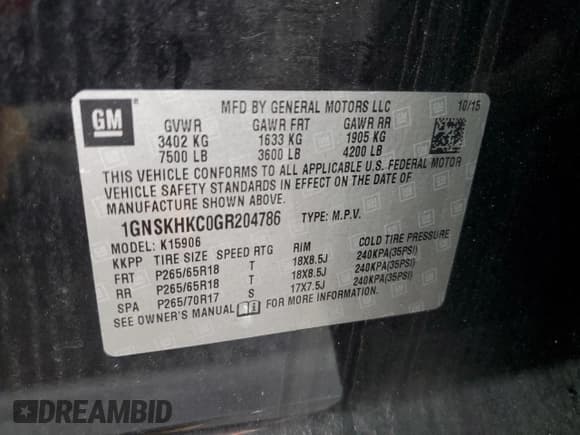 GM ®
MFD BY GENERAL MOTORS LLC 10/15
GVWR GAWR FRT GAWR RR
3402 KG 1633 KG 1905 KG
7500 LB 3600 LB 4200 LB
THIS VEHICLE CONFORMS TO ALL APPLICABLE U.S. FEDERAL MOTOR
VEHICLE SAFETY STANDARDS IN EFFECT ON THE DATE OF
MANUFACTURE SHOWN ABOVE.
1GNSKHKC0GR204786 TYPE: M.P.V.
MODEL: K15906
KKPP TIRE SIZE SPEED RTG RIM COLD TIRE PRESSURE
FRT P265/65R18 T 18X8.5J 240KPA(35PSI)
RR P265/65R18 T 18X8.5J 240KPA(35PSI)
SPA P265/70R17 S 17X7.5J 240KPA(35PSI)
SEE OWNER'S MANUAL FOR MORE INFORMATION.
DREAMBID